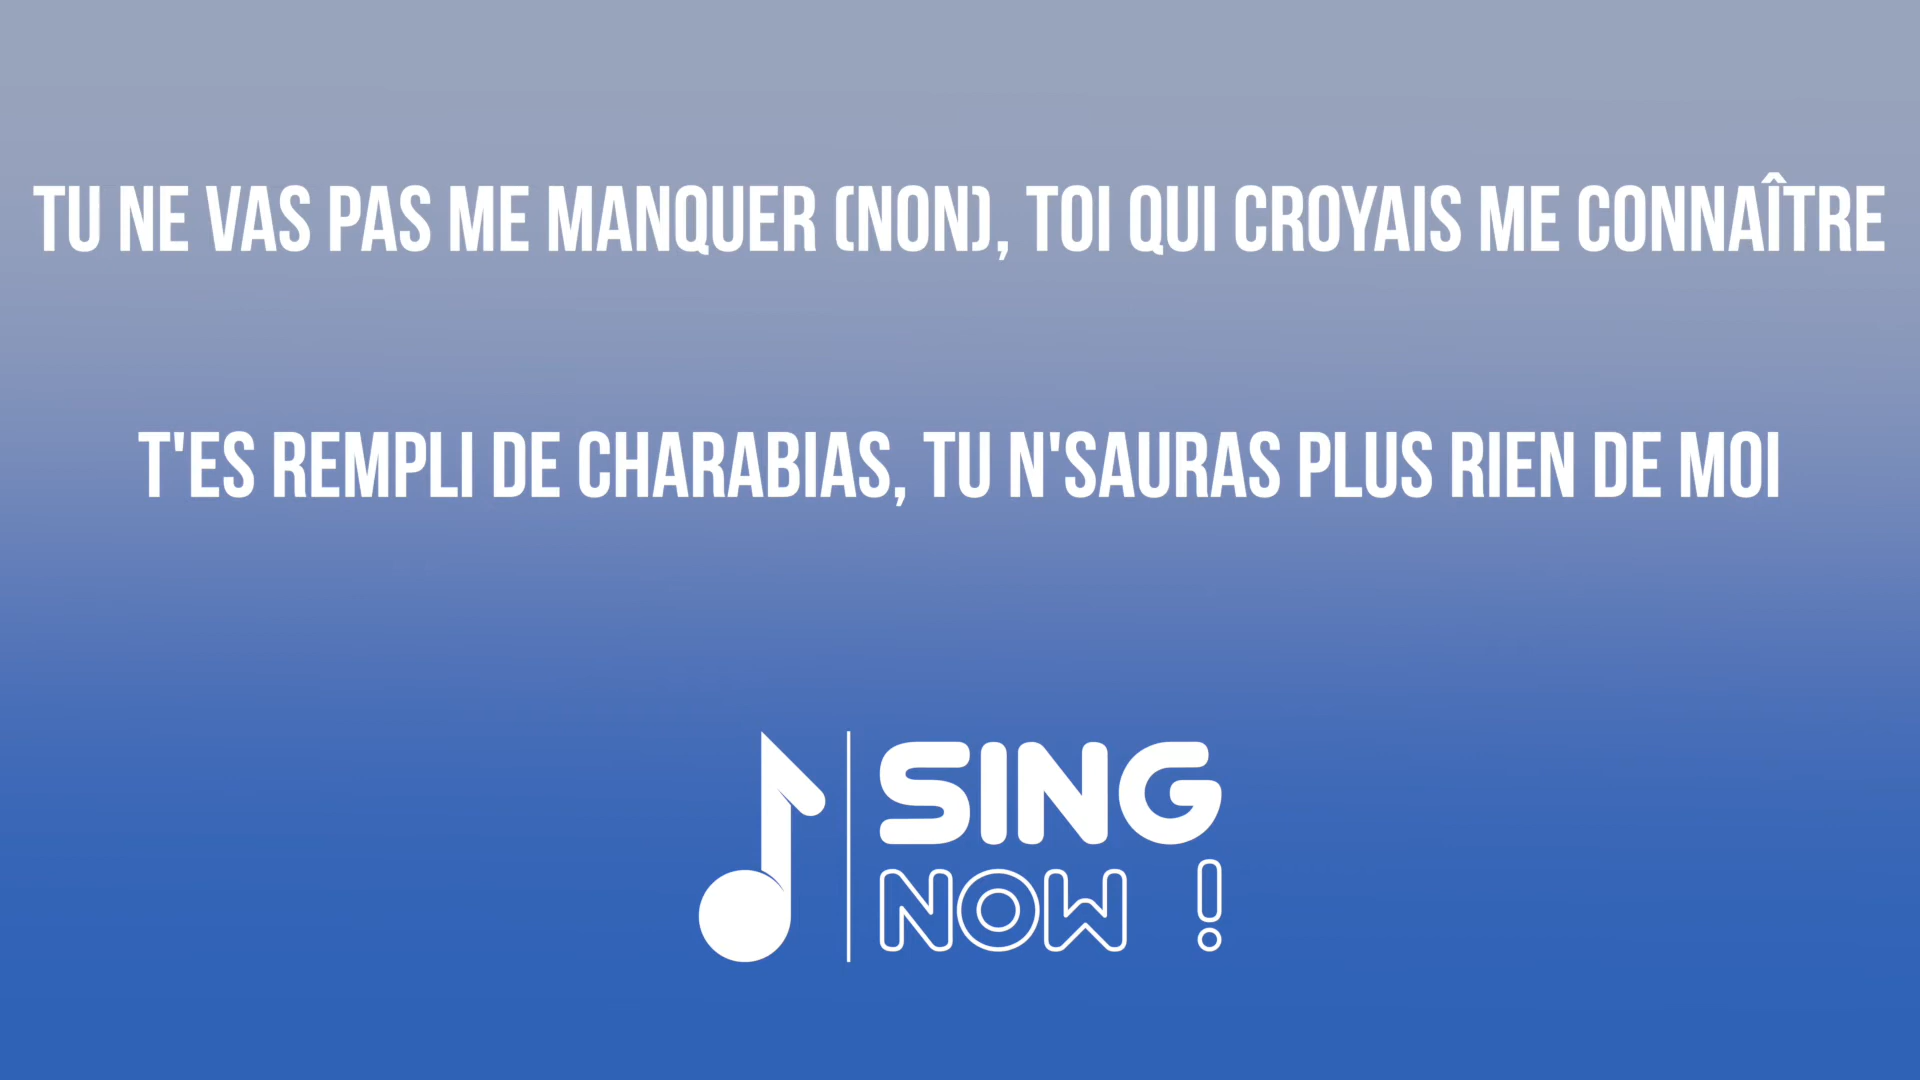 TU NE VAS PAS ME MANQUER (NON), TOI QUI CROYAIS ME CONNAÎTRE
T'ES REMPLI DE CHARABIAS, TU N'SAURAS PLUS RIEN DE MOI
SING
NOW !